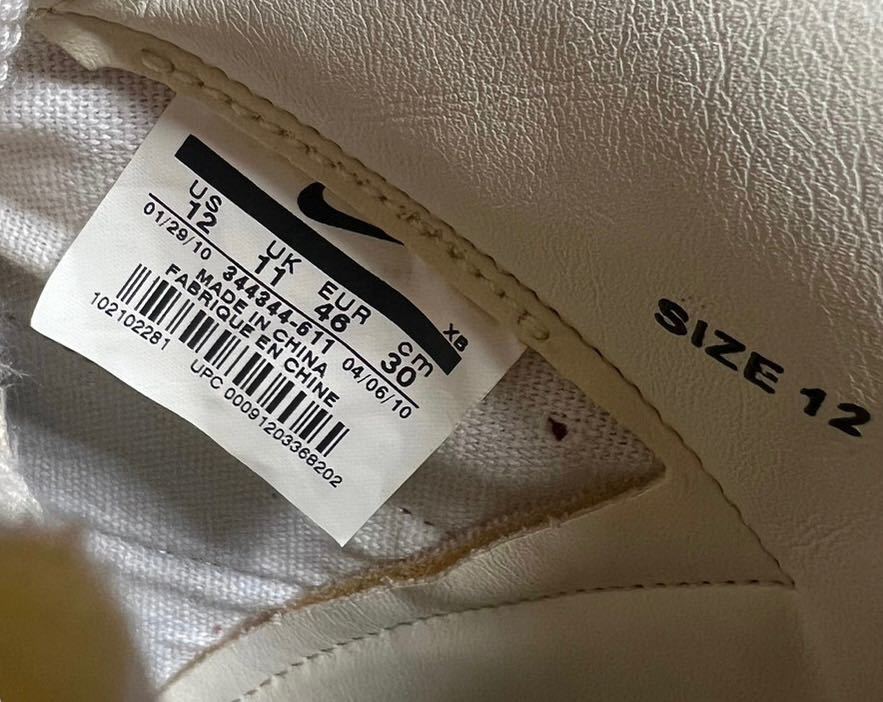 US UK EUR cm
12 11 46 30
XB
01/29/10 344344-611 04/06/10
MADE IN CHINA
FABRIQUE EN CHINE
102102281
UPC 00091203368202
SIZE 12